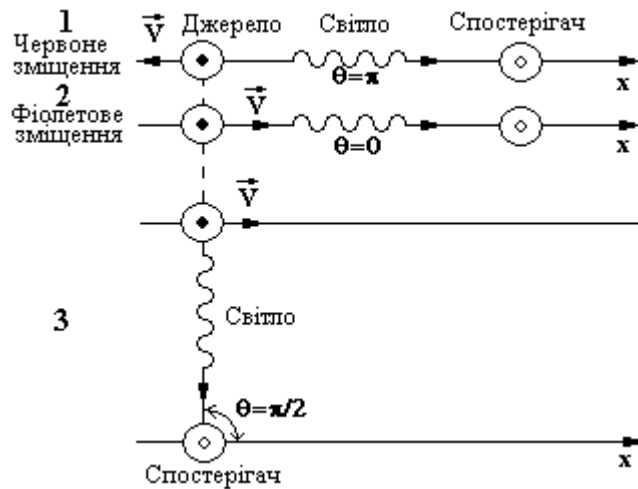 1
V
Джерело
Світло
Спостерігач
Червоне
зміщення
θ=π
x
2
Фіолетове
зміщення
V
θ=0
x
V
3
Світло
θ=π/2
x
Спостерігач